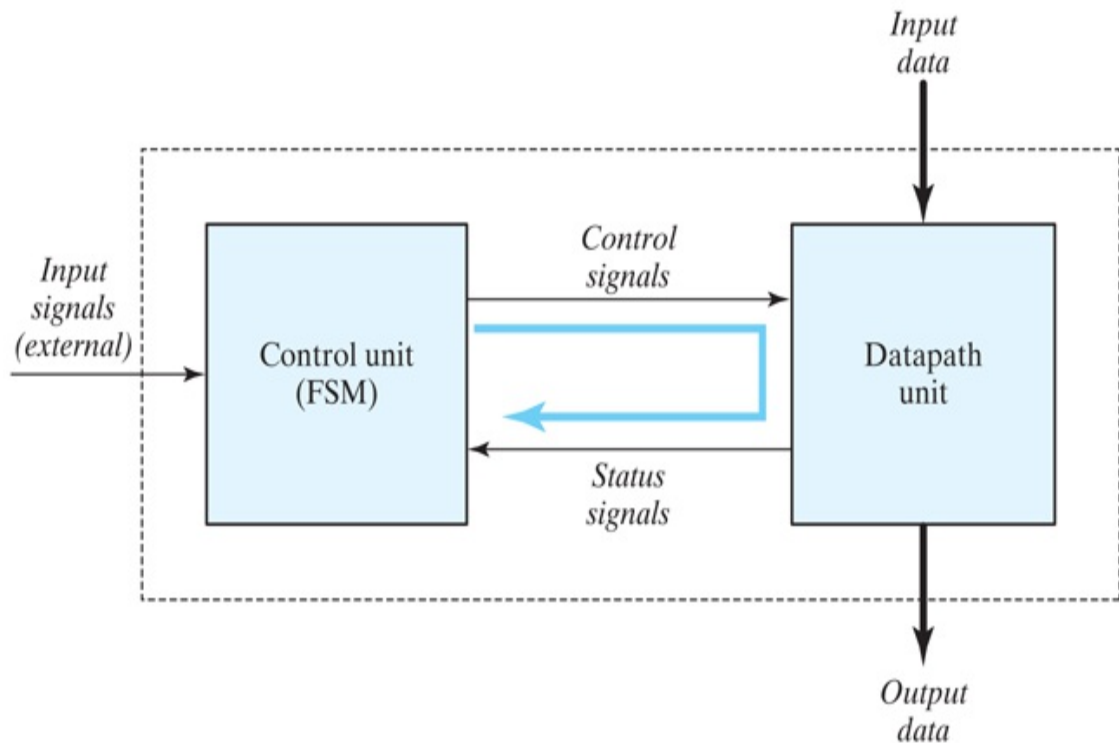 Input
data
Control
signals
Input
signals
(external)
Control unit
(FSM)
Datapath
unit
Status
signals
Output
data